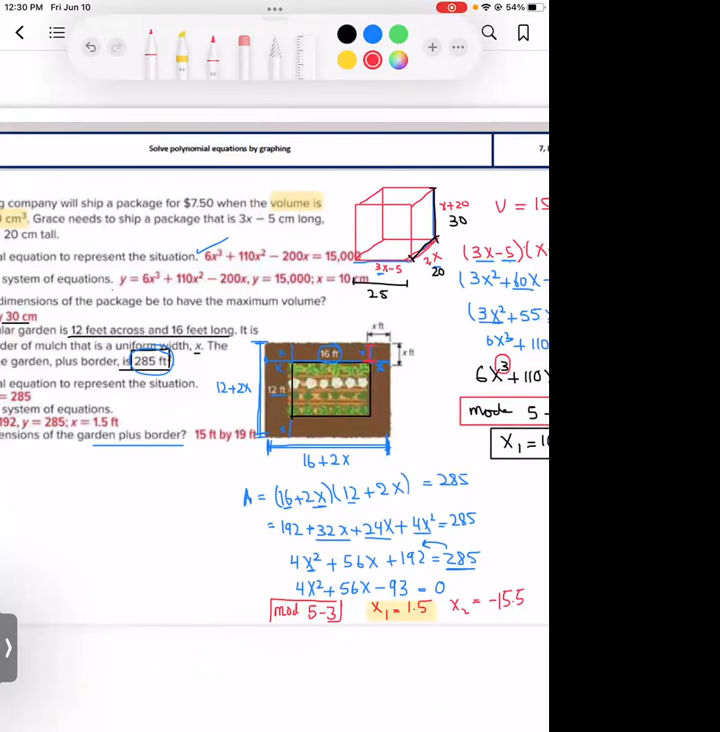 12:30 PM Fri Jun 10
54%
Solve polynomial equations by graphing
7,
g company will ship a package for $7.50 when the volume is
cm³. Grace needs to ship a package that is 3x − 5 cm long,
20 cm tall.
al equation to represent the situation. 6x³ + 110x² − 200x = 15,000
system of equations. y = 6x³ + 110x² − 200x, y = 15,000; x = 10 cm
dimensions of the package be to have the maximum volume?
30 cm
lar garden is 12 feet across and 16 feet long. It is
der of mulch that is a uniform width, x. The
e garden, plus border, is 285 ft
al equation to represent the situation.
= 285
system of equations.
192, y = 285; x = 1.5 ft
ensions of the garden plus border? 15 ft by 19 ft
x+20
30
2x
20
3x-5
25
V = 15
(3x-5)(x
(3x²+60x-
(3x²+55
6x³+110
6x³+110
mode 5-
X₁=10
x ft
x ft
16 ft
12 ft
x
x
12+2x
16+2x
A = (16+2x)(12+2x) = 285
= 192+32x+24x+4x²=285
4x²+56x+192=285
4x²+56x-93=0
mod 5-3
X₁=1.5
X₂=-15.5